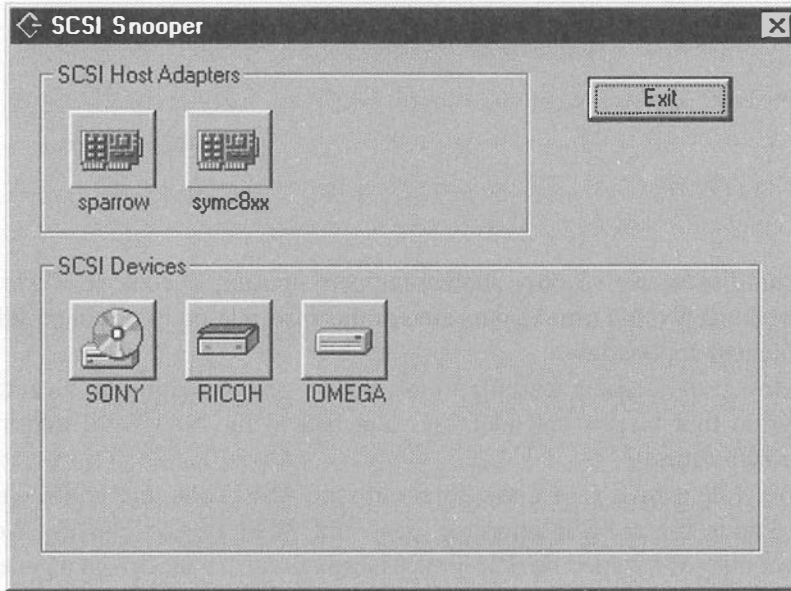 SCSI Snooper
SCSI Host Adapters
Exit
sparrow
symc8xx
SCSI Devices
SONY
RICOH
IOMEGA